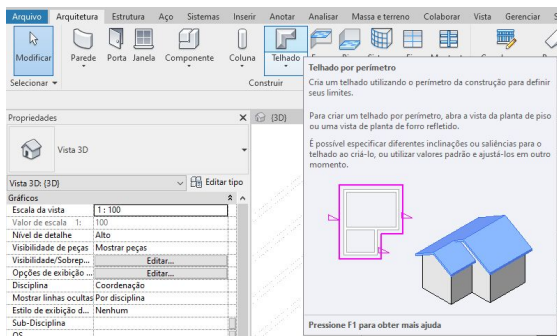 Arquivo Arquitetura Estrutura Aço Sistemas Inserir Anotar Analisar Massa e terreno Colaborar Vista Gerenciar
Modificar Parede Porta Janela Componente Coluna Telhado
Selecionar Construir
Telhado por perímetro
Cria um telhado utilizando o perímetro da construção para definir
seus limites.
Para criar um telhado por perímetro, abra a vista da planta de piso
ou uma vista de planta de forro refletido.
É possível especificar diferentes inclinações ou saliências para o
telhado ao criá-lo, ou utilizar valores padrão e ajustá-los em outro
momento.
Pressione F1 para obter mais ajuda
Propriedades
{3D}
Vista 3D
Vista 3D: {3D} Editar tipo
Gráficos
Escala da vista 1 : 100
Valor de escala 1: 100
Nível de detalhe Alto
Visibilidade de peças Mostrar peças
Visibilidade/Sobrep... Editar...
Opções de exibição ... Editar...
Disciplina Coordenação
Mostrar linhas ocultas Por disciplina
Estilo de exibição d... Nenhum
Sub-Disciplina